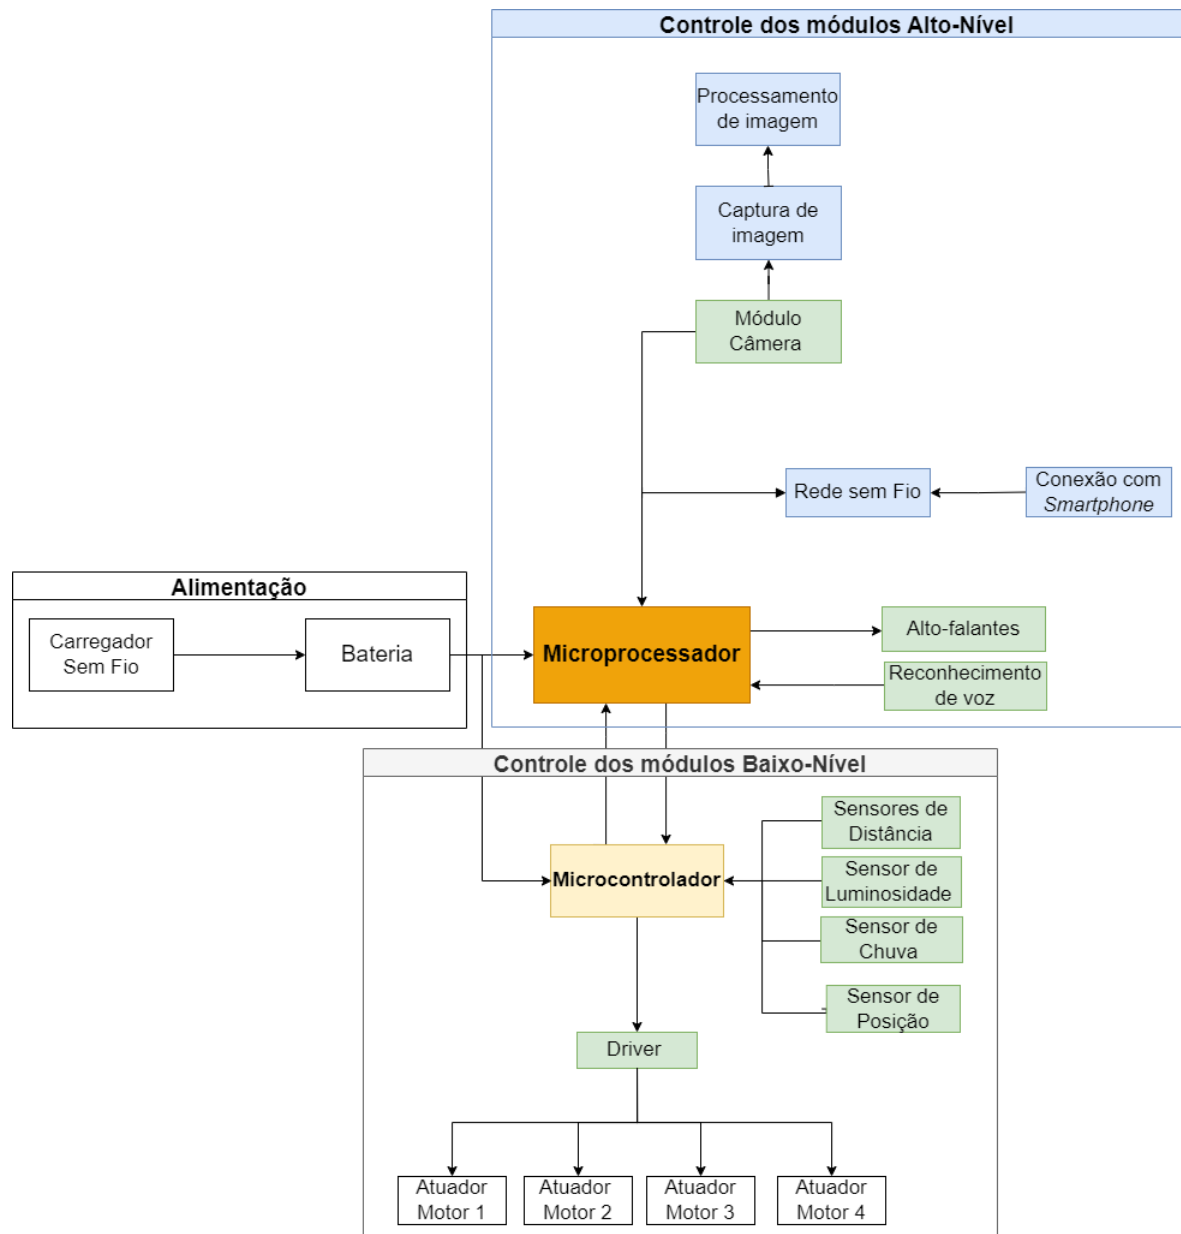 Controle dos módulos Alto-Nível
Processamento
de imagem
Captura de
imagem
Módulo
Câmera
Rede sem Fio
Conexão com
Smartphone
Alimentação
Carregador
Sem Fio
Bateria
Microprocessador
Alto-falantes
Reconhecimento
de voz
Controle dos módulos Baixo-Nível
Sensores de
Distância
Microcontrolador
Sensor de
Luminosidade
Sensor de
Chuva
Sensor de
Posição
Driver
Atuador
Motor 1
Atuador
Motor 2
Atuador
Motor 3
Atuador
Motor 4